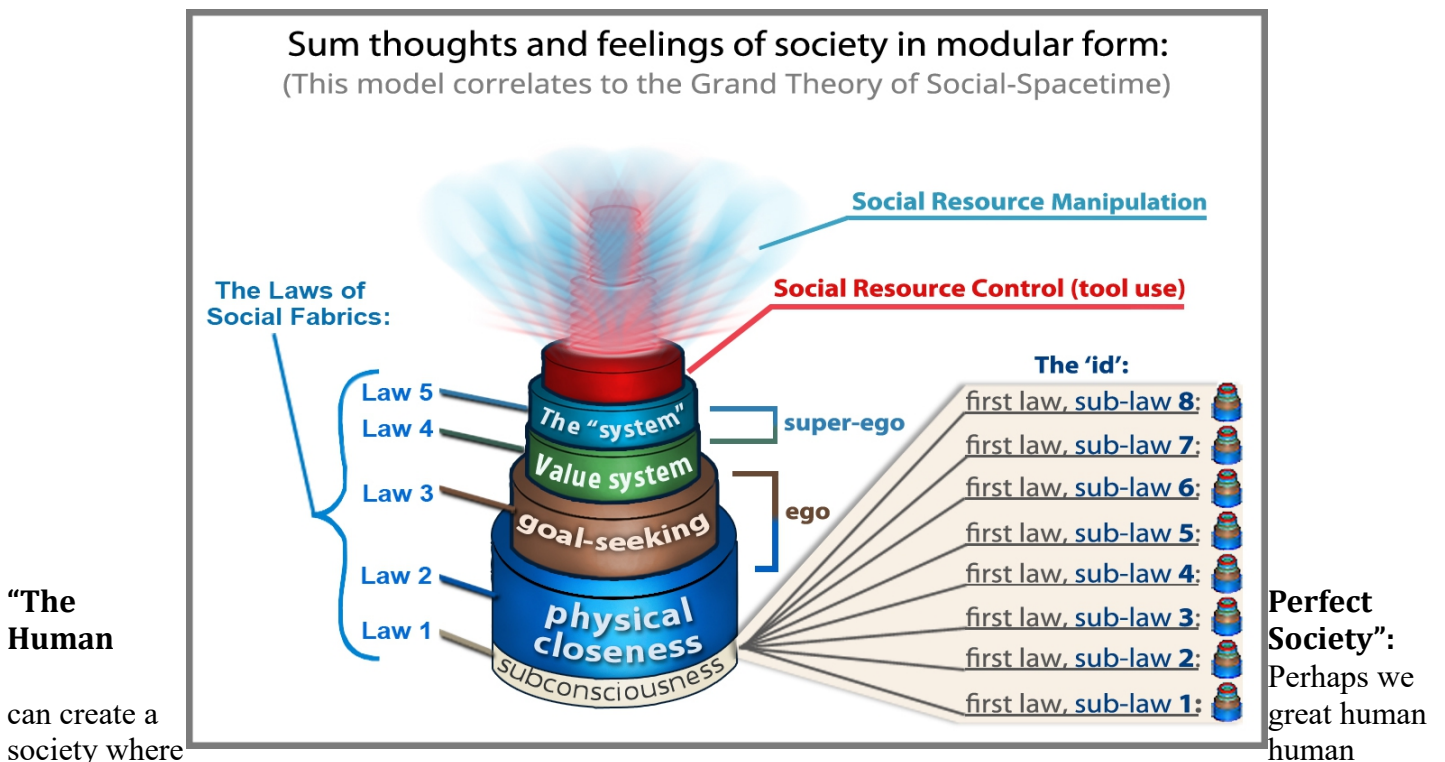 Sum thoughts and feelings of society in modular form:
(This model correlates to the Grand Theory of Social-Spacetime)
Social Resource Manipulation
Social Resource Control (tool use)
The Laws of
Social Fabrics:
Law 5
Law 4
Law 3
Law 2
Law 1
The "system"
Value system
goal-seeking
physical
closeness
subconsciousness
super-ego
ego
The ‘id’:
first law, sub-law 8:
first law, sub-law 7:
first law, sub-law 6:
first law, sub-law 5:
first law, sub-law 4:
first law, sub-law 3:
first law, sub-law 2:
first law, sub-law 1:
“The Perfect
Human Society”:
Perhaps we
can create a great human
society where human